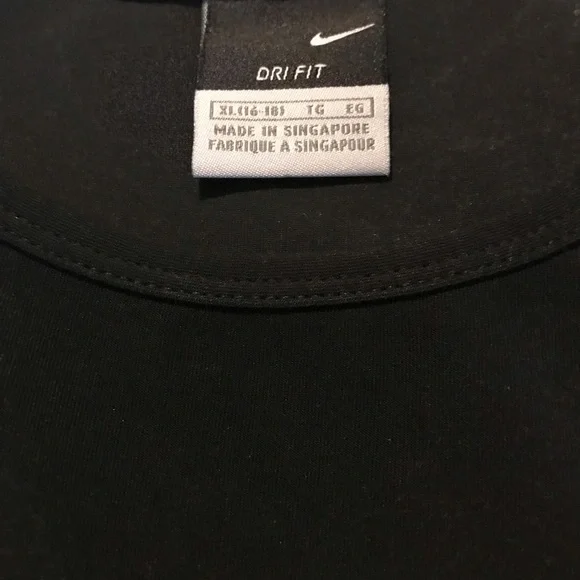 DRI FIT
XL(16-18) TG EG
MADE IN SINGAPORE
FABRIQUE A SINGAPOUR